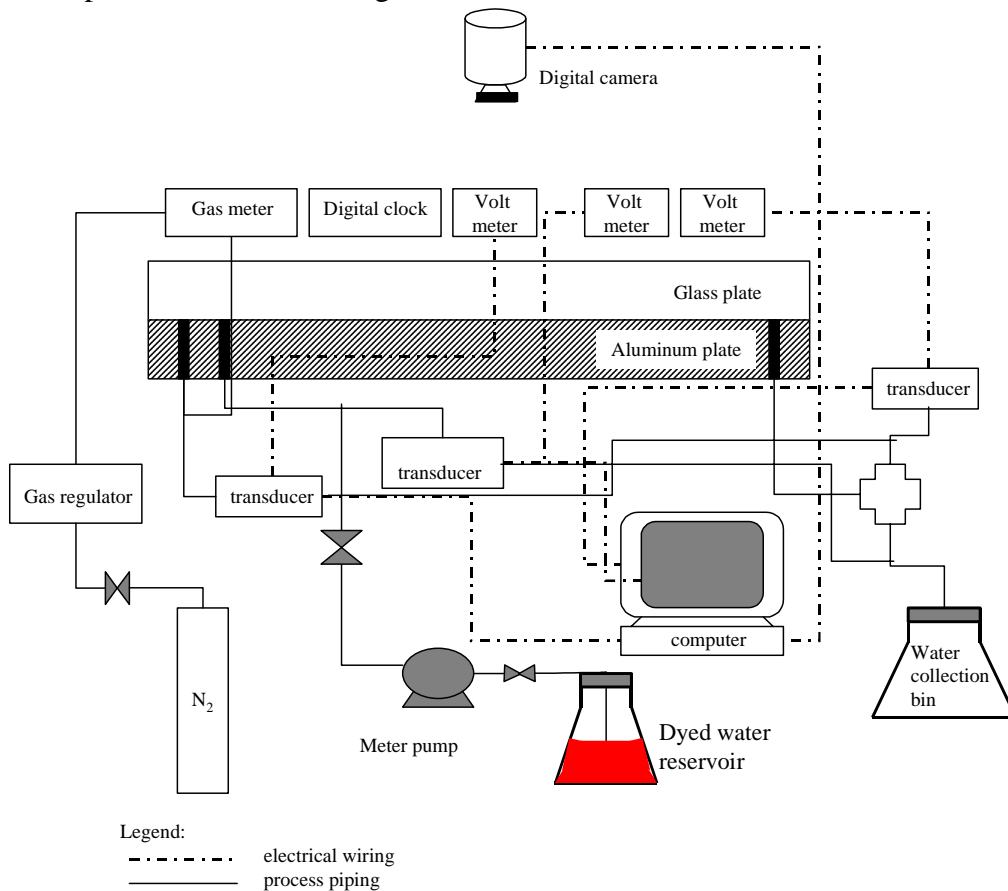 Digital camera
Gas meter
Digital clock
Volt
meter
Volt
meter
Volt
meter
Glass plate
Aluminum plate
transducer
transducer
Gas regulator
transducer
computer
Water
collection
bin
N2
Meter pump
Dyed water
reservoir
Legend:
electrical wiring
process piping